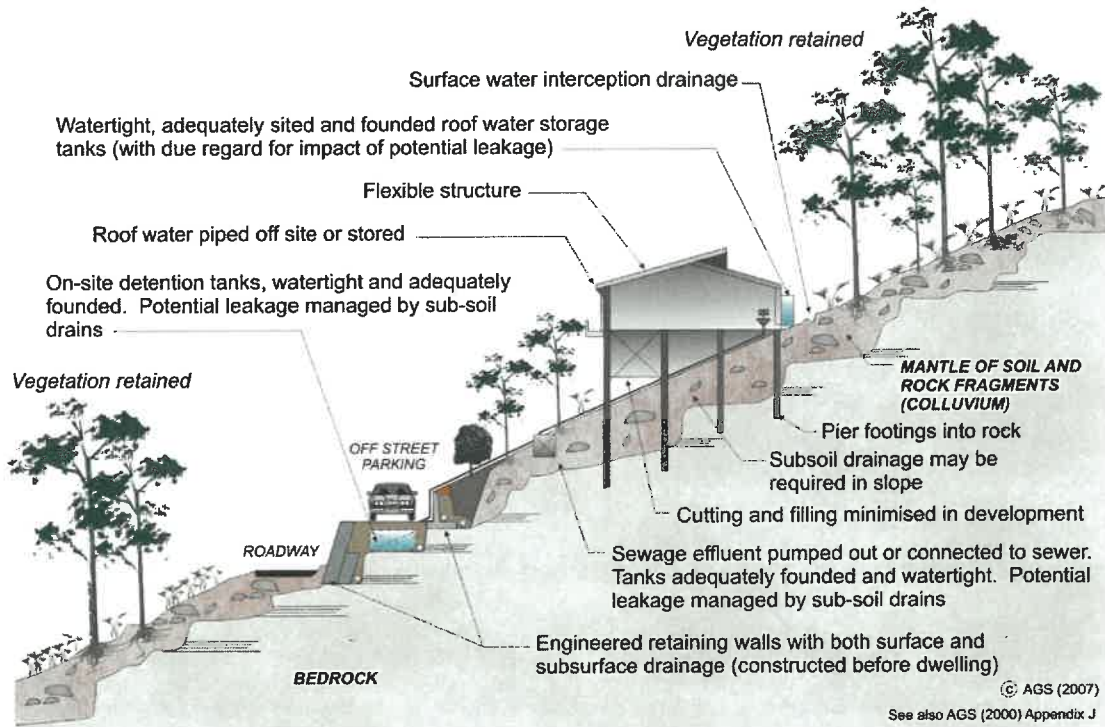 Vegetation retained
Surface water interception drainage
Watertight, adequately sited and founded roof water storage
tanks (with due regard for impact of potential leakage)
Flexible structure
Roof water piped off site or stored
On-site detention tanks, watertight and adequately
founded. Potential leakage managed by sub-soil
drains
Vegetation retained
MANTLE OF SOIL AND
ROCK FRAGMENTS
(COLLUVIUM)
Pier footings into rock
OFF STREET
PARKING
Subsoil drainage may be
required in slope
Cutting and filling minimised in development
ROADWAY
Sewage effluent pumped out or connected to sewer.
Tanks adequately founded and watertight. Potential
leakage managed by sub-soil drains
Engineered retaining walls with both surface and
subsurface drainage (constructed before dwelling)
BEDROCK
© AGS (2007)
See also AGS (2000) Appendix J